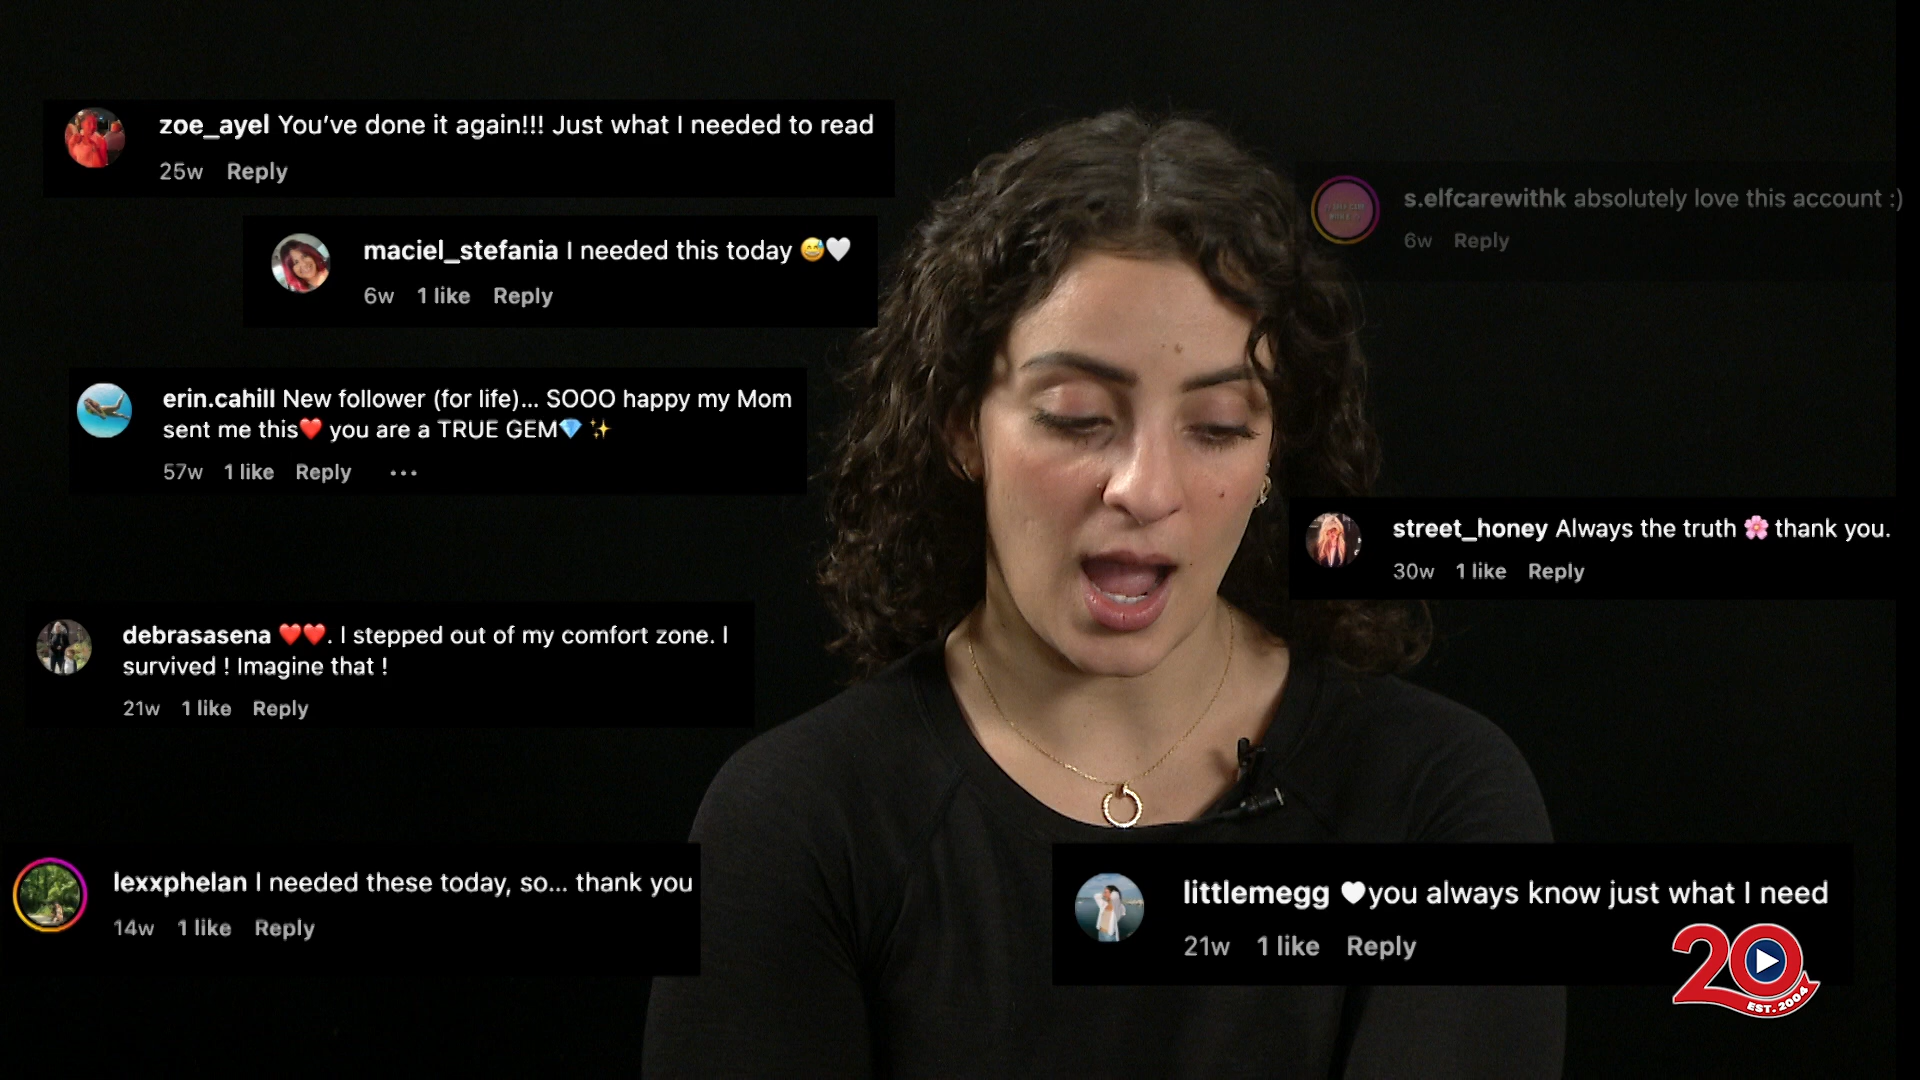 zoe_ayel You’ve done it again!!! Just what I needed to read
25w Reply
maciel_stefania I needed this today 😅🤍
6w 1 like Reply
erin.cahill New follower (for life)... SOOO happy my Mom
sent me this❤️ you are a TRUE GEM💎✨
57w 1 like Reply ...
debrasasena ❤️❤️. I stepped out of my comfort zone. I
survived ! Imagine that !
21w 1 like Reply
lexxphelan I needed these today, so... thank you
14w 1 like Reply
s.elfcarewithk absolutely love this account :)
6w Reply
street_honey Always the truth 🌸 thank you.
30w 1 like Reply
littlemegg 🤍you always know just what I need
21w 1 like Reply
20
EST. 2004